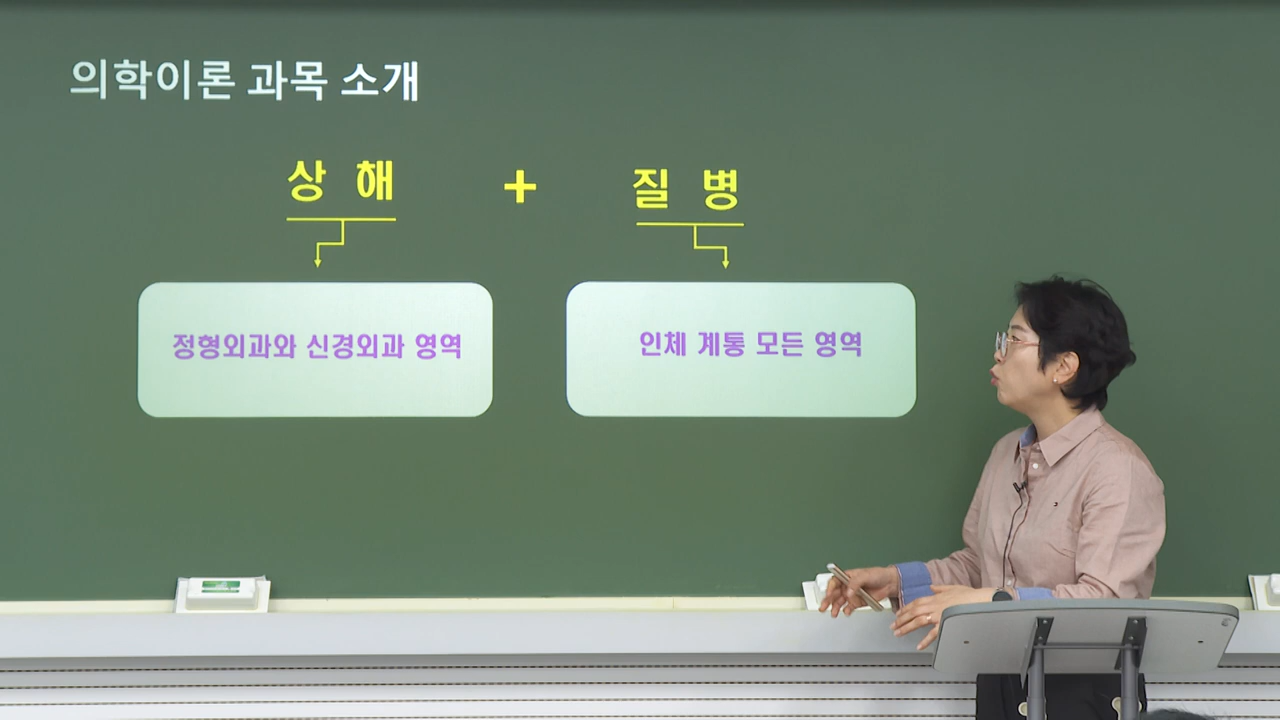 의학이론 과목 소개
상 해 + 질 병
정형외과와 신경외과 영역
인체 계통 모든 영역